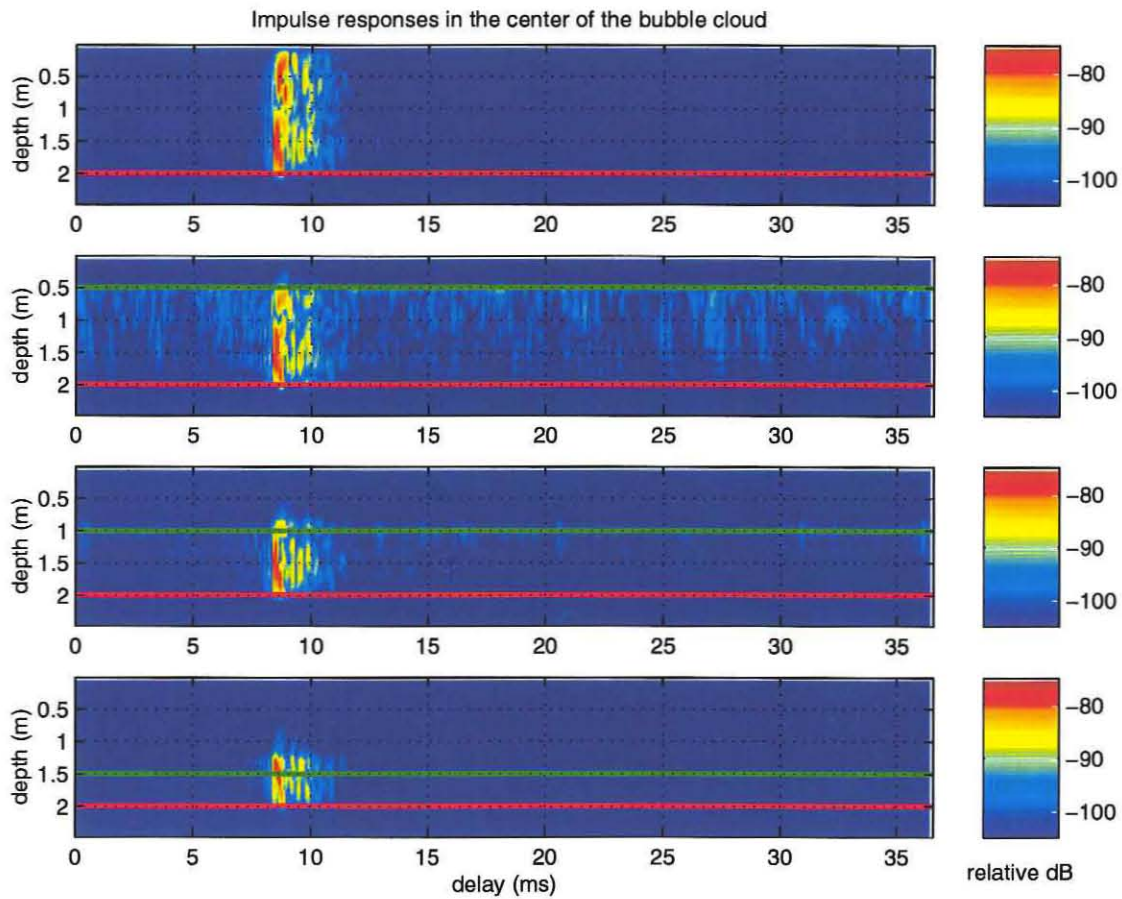 Impulse responses in the center of the bubble cloud
depth (m)
0.5
1
1.5
2
0 5 10 15 20 25 30 35
−80
−90
−100
depth (m)
0.5
1
1.5
2
0 5 10 15 20 25 30 35
−80
−90
−100
depth (m)
0.5
1
1.5
2
0 5 10 15 20 25 30 35
−80
−90
−100
depth (m)
0.5
1
1.5
2
0 5 10 15 20 25 30 35
delay (ms)
−80
−90
−100
relative dB